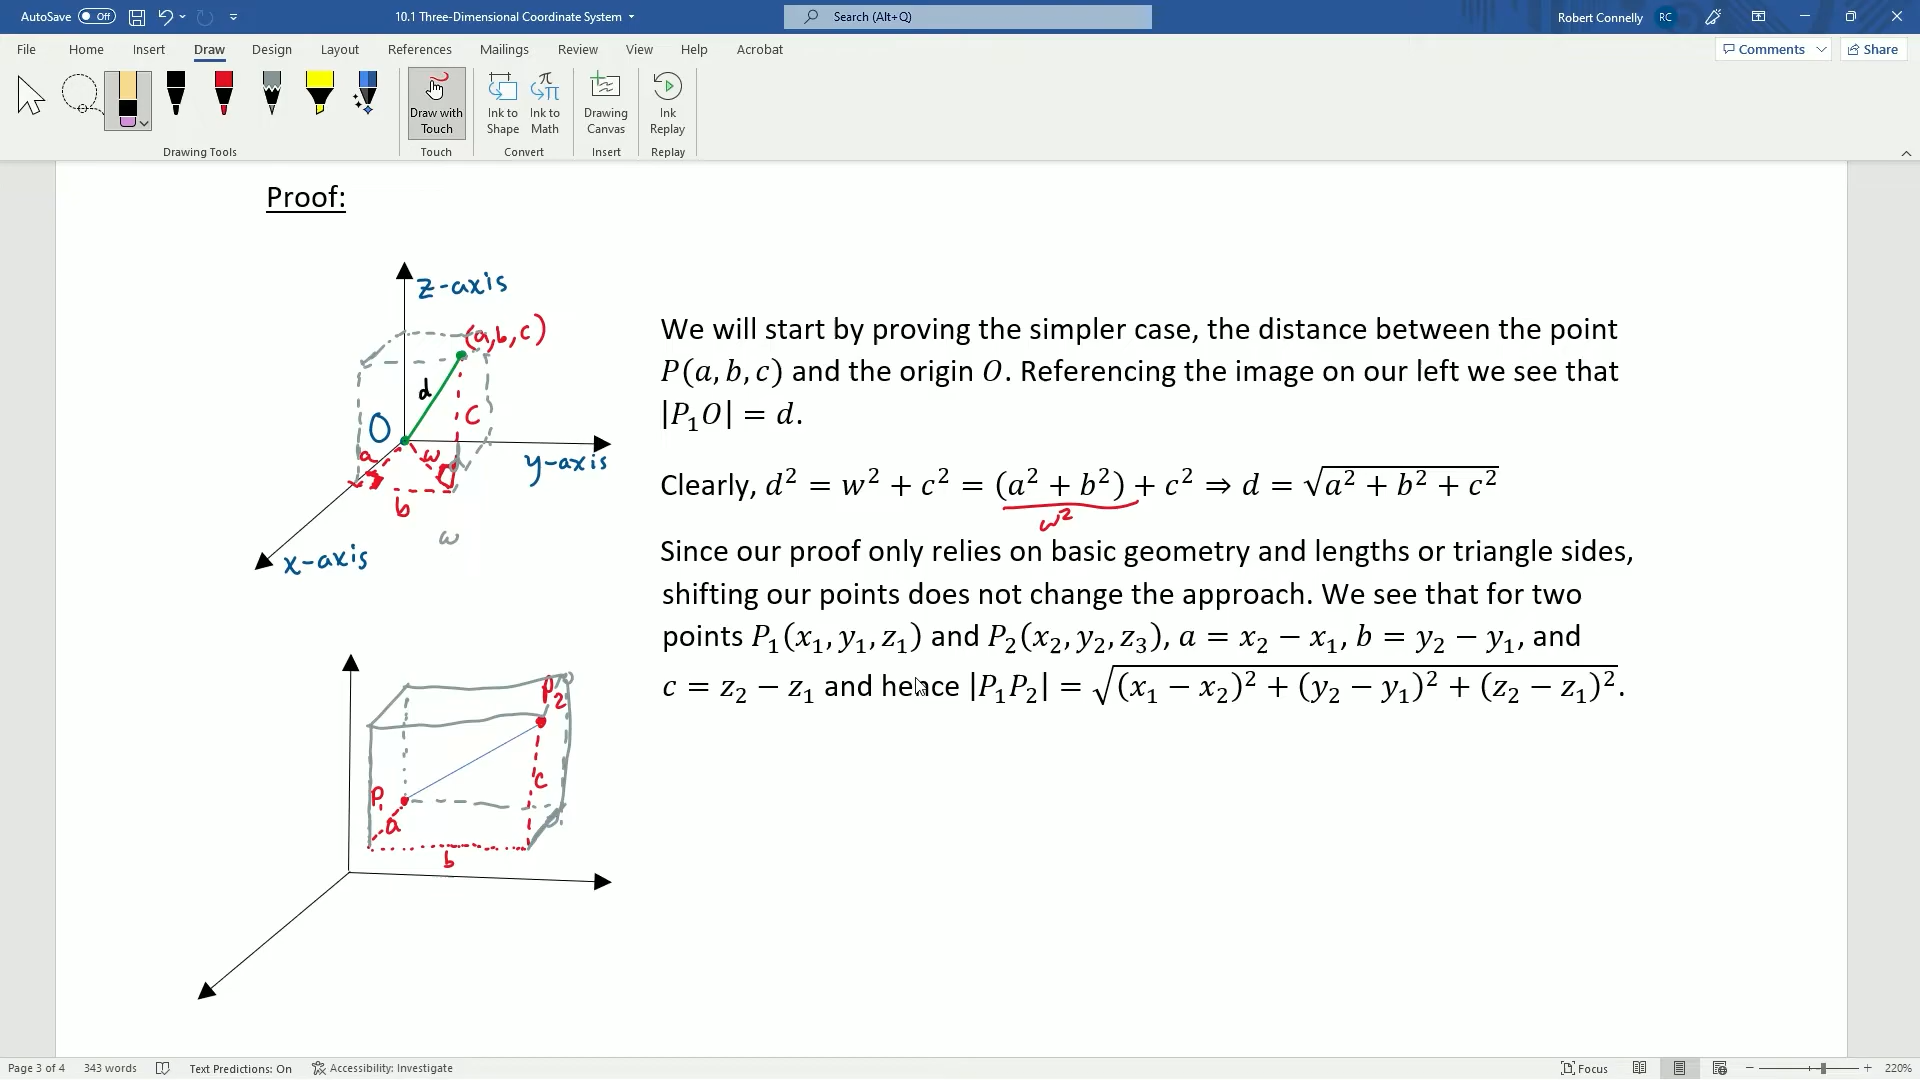 AutoSave Off 10.1 Three-Dimensional Coordinate System Search (Alt+Q) Robert Connelly RC
File Home Insert Draw Design Layout References Mailings Review View Help Acrobat Comments Share
Draw with Touch
Ink to Shape
Ink to Math
Drawing Canvas
Ink Replay
Drawing Tools Touch Convert Insert Replay
Proof:
z-axis
(a,b,c)
d
c
O
a
w
b
y-axis
x-axis
w
We will start by proving the simpler case, the distance between the point
P(a, b, c) and the origin O. Referencing the image on our left we see that
|P₁O| = d.
Clearly, d² = w² + c² = (a² + b²) + c² ⇒ d = √(a² + b² + c²)
w²
Since our proof only relies on basic geometry and lengths or triangle sides,
shifting our points does not change the approach. We see that for two
points P₁(x₁, y₁, z₁) and P₂(x₂, y₂, z₃), a = x₂ − x₁, b = y₂ − y₁, and
c = z₂ − z₁ and hence |P₁P₂| = √((x₁ − x₂)² + (y₂ − y₁)² + (z₂ − z₁)²).
P₂
c
P₁
a
b
Page 3 of 4 343 words Text Predictions: On Accessibility: Investigate Focus 220%